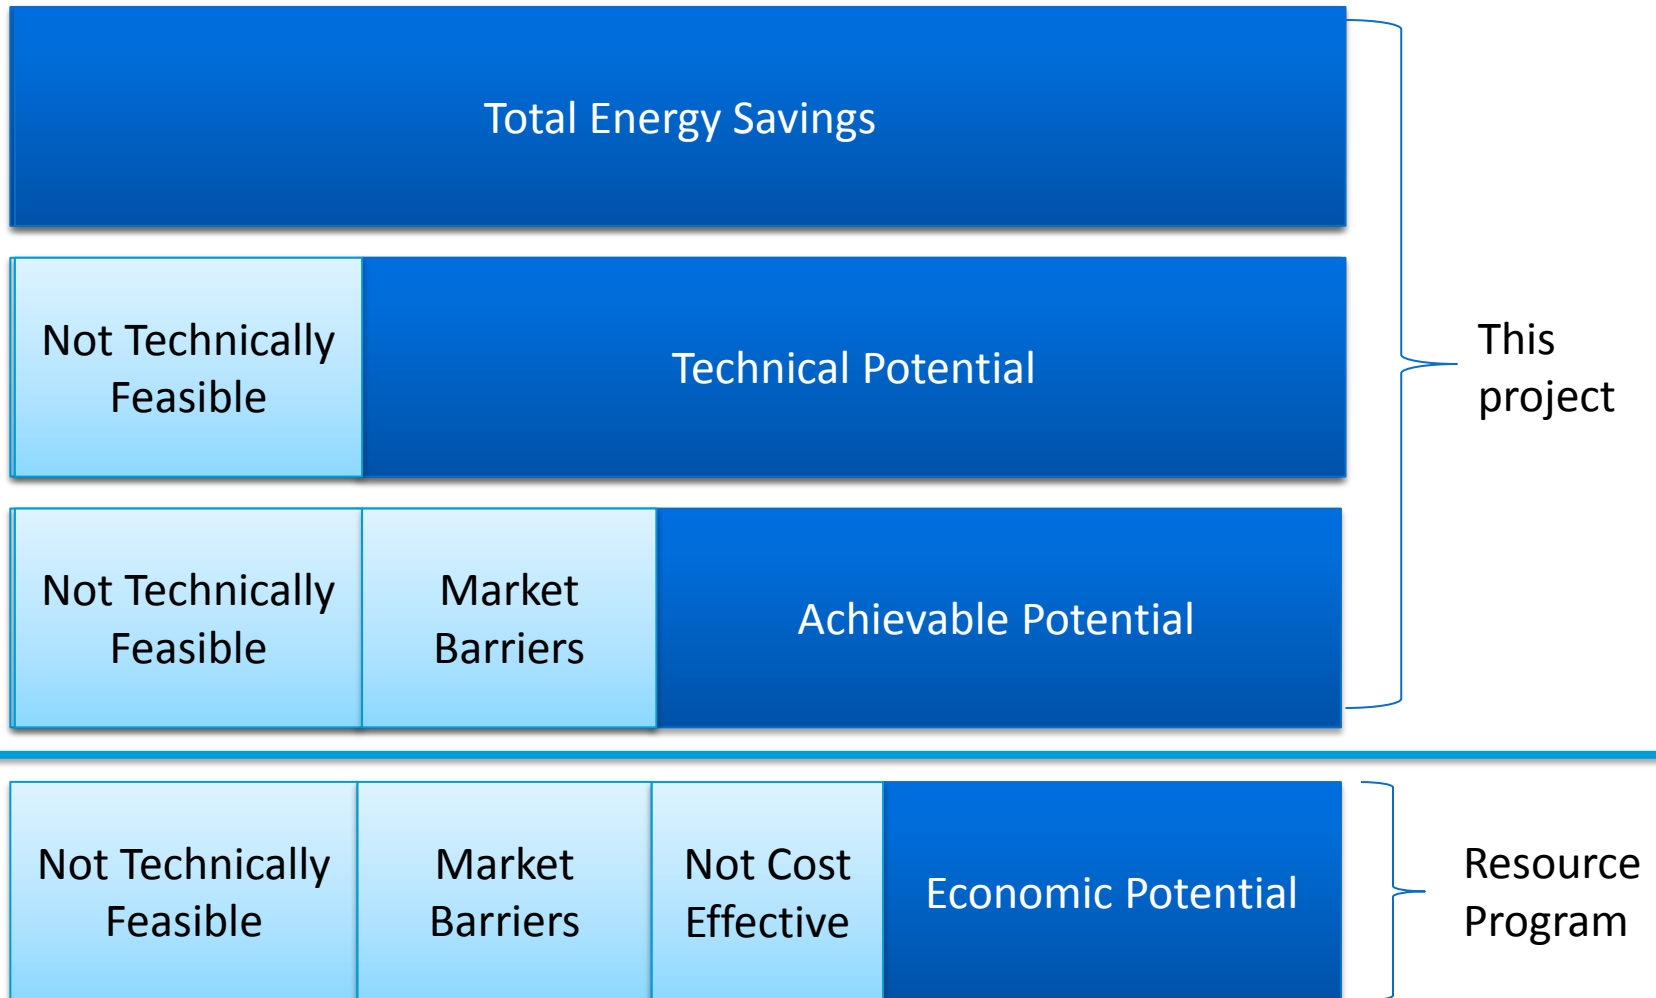 Total Energy Savings
Not Technically
Feasible
Technical Potential
This
project
Not Technically
Feasible
Market
Barriers
Achievable Potential
Not Technically
Feasible
Market
Barriers
Not Cost
Effective
Economic Potential
Resource
Program